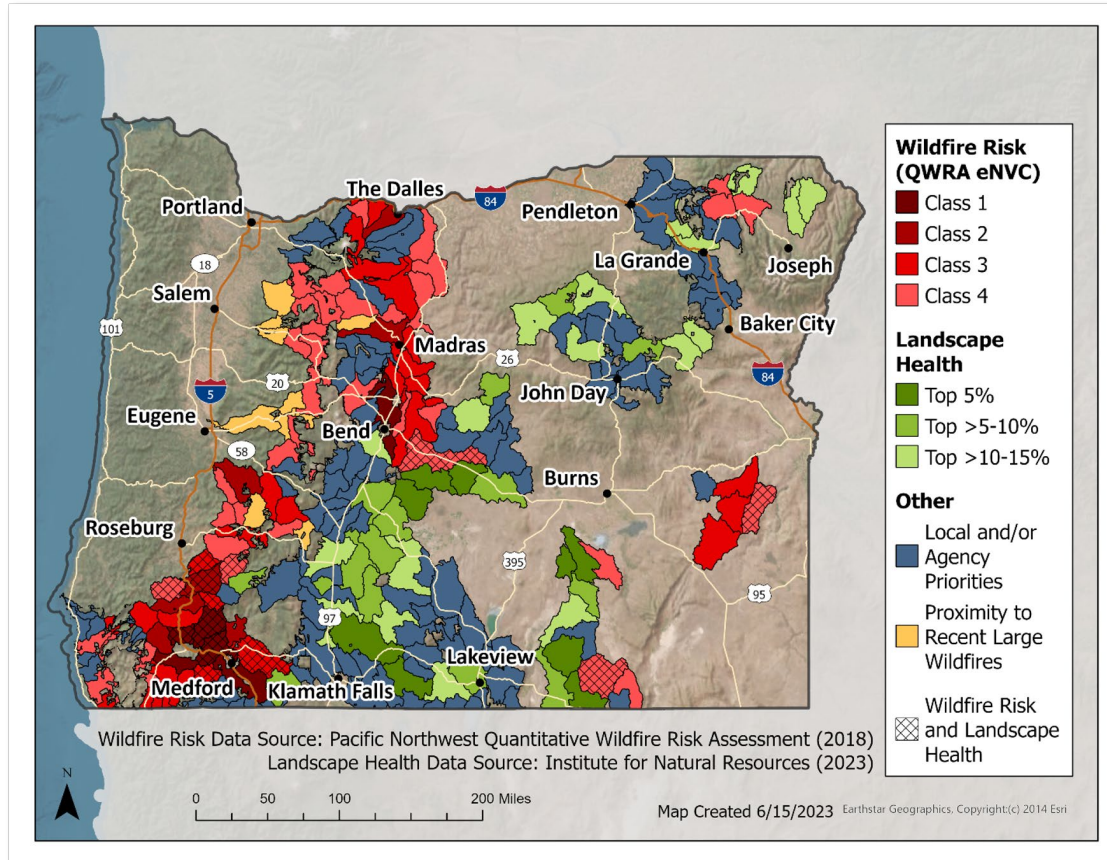 The Dalles
84
Portland
Pendleton
18
La Grande
Joseph
Salem
101
Baker City
Madras
26
20
John Day
84
5
Eugene
Bend
58
Burns
Roseburg
395
95
97
Lakeview
Medford
Klamath Falls
Wildfire Risk Data Source: Pacific Northwest Quantitative Wildfire Risk Assessment (2018)
Landscape Health Data Source: Institute for Natural Resources (2023)
N
0 50 100 200 Miles
Map Created 6/15/2023
Earthstar Geographics, Copyright:(c) 2014 Esri
Wildfire Risk
(QWRA eNVC)
Class 1
Class 2
Class 3
Class 4
Landscape
Health
Top 5%
Top >5-10%
Top >10-15%
Other
Local and/or
Agency
Priorities
Proximity to
Recent Large
Wildfires
Wildfire Risk
and Landscape
Health